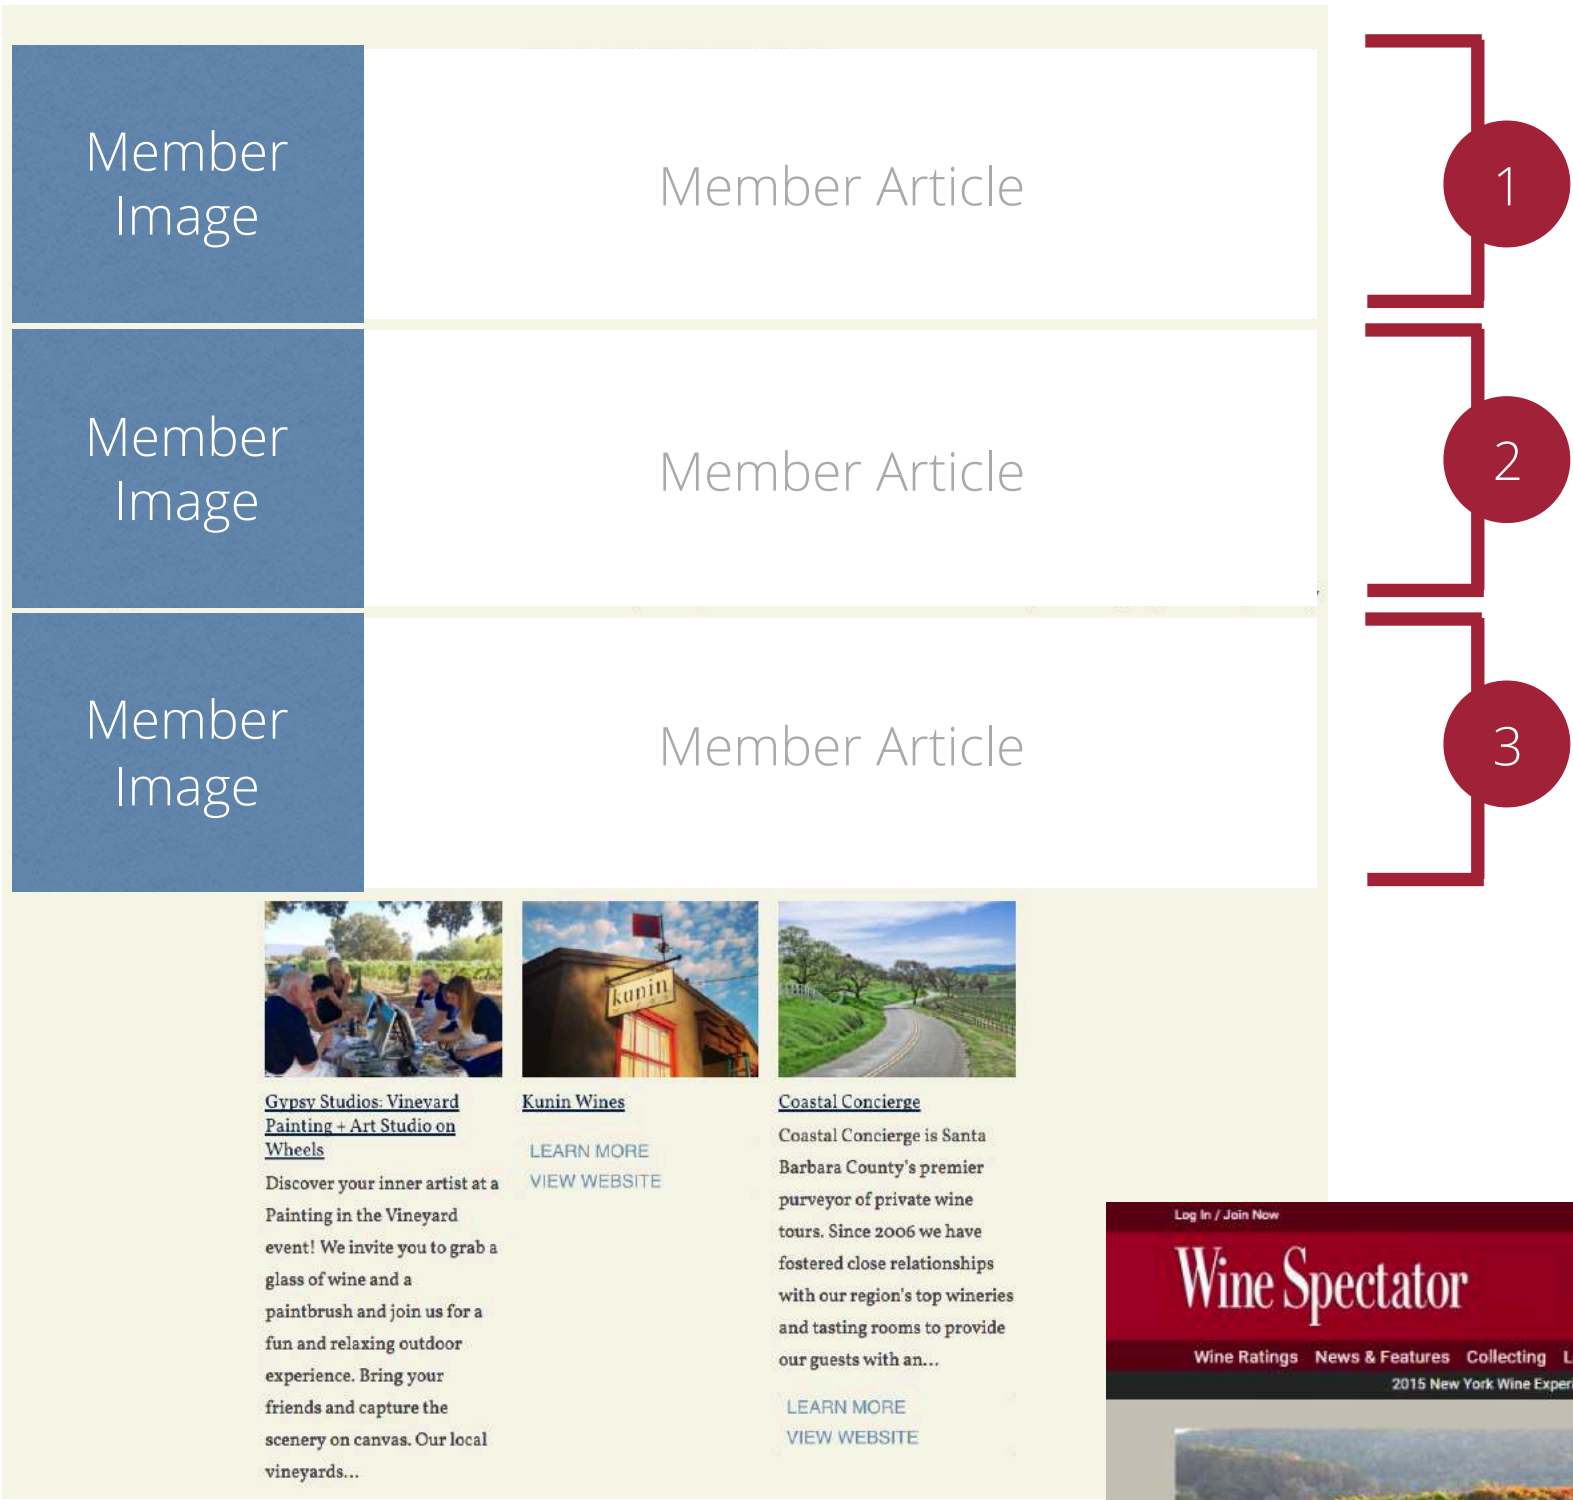 Member
Image
Member Article
1
Member
Image
Member Article
2
Member
Image
Member Article
3
kunin
Gypsy Studios: Vineyard
Painting + Art Studio on
Wheels
Discover your inner artist at a
Painting in the Vineyard
event! We invite you to grab a
glass of wine and a
paintbrush and join us for a
fun and relaxing outdoor
experience. Bring your
friends and capture the
scenery on canvas. Our local
vineyards...
Kunin Wines
LEARN MORE
VIEW WEBSITE
Coastal Concierge
Coastal Concierge is Santa
Barbara County's premier
purveyor of private wine
tours. Since 2006 we have
fostered close relationships
with our region's top wineries
and tasting rooms to provide
our guests with an...
LEARN MORE
VIEW WEBSITE
Log In / Join Now
Wine Spectator
Wine Ratings News & Features Collecting
2015 New York Wine